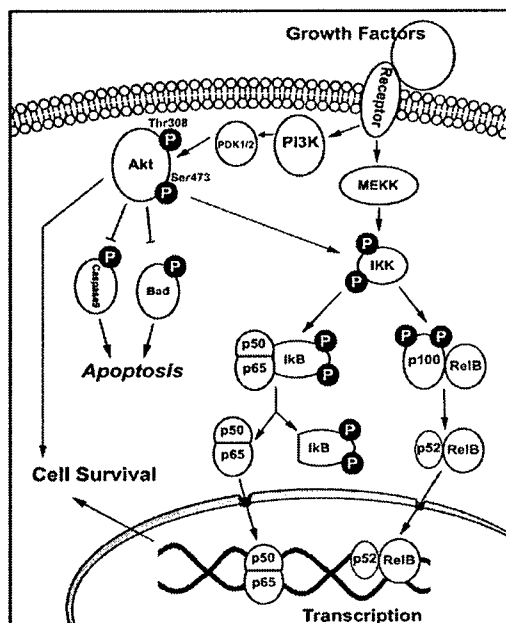 Growth Factors
Receptor
Thr308
P
Akt
Ser473
P
PDK1/2
PI3K
MEKK
P
P
IKK
P
Caspase9
P
Bad
Apoptosis
p50
p65
IkB
P
P
P
P
p100
RelB
p50
p65
IkB
P
P
p52
RelB
Cell Survival
p50
p65
p52
RelB
Transcription